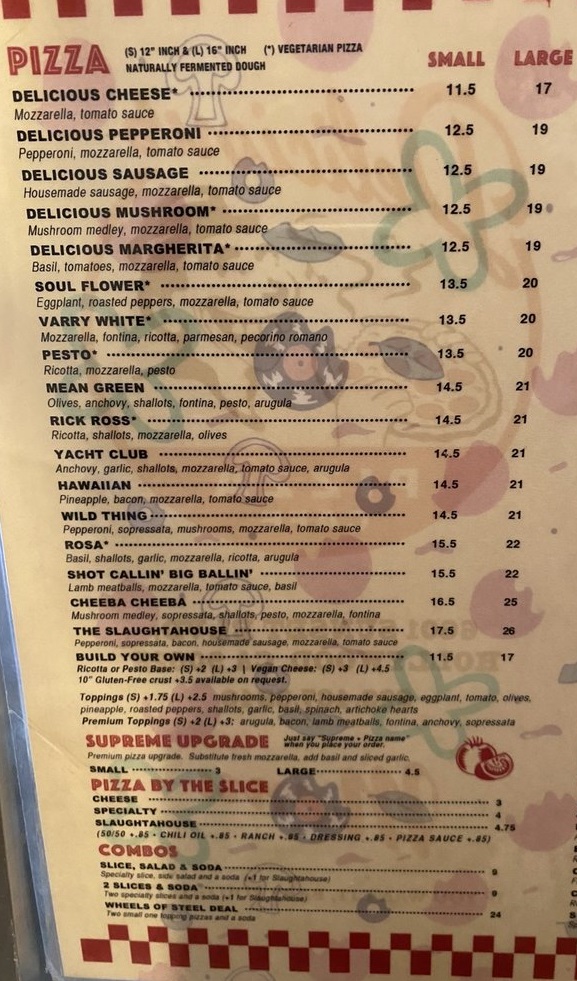 PIZZA (S) 12" INCH & (L) 16" INCH (*) VEGETARIAN PIZZA
NATURALLY FERMENTED DOUGH
SMALL LARGE
DELICIOUS CHEESE* 11.5 17
Mozzarella, tomato sauce
DELICIOUS PEPPERONI 12.5 19
Pepperoni, mozzarella, tomato sauce
DELICIOUS SAUSAGE 12.5 19
Housemade sausage, mozzarella, tomato sauce
DELICIOUS MUSHROOM* 12.5 19
Mushroom medley, mozzarella, tomato sauce
DELICIOUS MARGHERITA* 12.5 19
Basil, tomatoes, mozzarella, tomato sauce
SOUL FLOWER* 13.5 20
Eggplant, roasted peppers, mozzarella, tomato sauce
VARRY WHITE* 13.5 20
Mozzarella, fontina, ricotta, parmesan, pecorino romano
PESTO* 13.5 20
Ricotta, mozzarella, pesto
MEAN GREEN 14.5 21
Olives, anchovy, shallots, fontina, pesto, arugula
RICK ROSS* 14.5 21
Ricotta, shallots, mozzarella, olives
YACHT CLUB 14.5 21
Anchovy, garlic, shallots, mozzarella, tomato sauce, arugula
HAWAIIAN 14.5 21
Pineapple, bacon, mozzarella, tomato sauce
WILD THING 14.5 21
Pepperoni, sopressata, mushrooms, mozzarella, tomato sauce
ROSA* 15.5 22
Basil, shallots, garlic, mozzarella, ricotta, arugula
SHOT CALLIN' BIG BALLIN' 15.5 22
Lamb meatballs, mozzarella, tomato sauce, basil
CHEEBA CHEEBA 16.5 25
Mushroom medley, sopressata, shallots, pesto, mozzarella, fontina
THE SLAUGHTAHOUSE 17.5 26
Pepperoni, sopressata, bacon, housemade sausage, mozzarella, tomato sauce
BUILD YOUR OWN 11.5 17
Ricotta or Pesto Base: (S) +2 (L) +3 | Vegan Cheese: (S) +3 (L) +4.5
10" Gluten-Free crust +3.5 available on request.
Toppings (S) +1.75 (L) +2.5 mushrooms, pepperoni, housemade sausage, eggplant, tomato, olives,
pineapple, roasted peppers, shallots, garlic, basil, spinach, artichoke hearts
Premium Toppings (S) +2 (L) +3: arugula, bacon, lamb meatballs, fontina, anchovy, sopressata
SUPREME UPGRADE Just say "Supreme + Pizza name"
when you place your order.
Premium pizza upgrade. Substitute fresh mozzarella, add basil and sliced garlic.
SMALL 3 LARGE 4.5
PIZZA BY THE SLICE
CHEESE 3
SPECIALTY 4
SLAUGHTAHOUSE 4.75
(50/50 +.85 • CHILI OIL +.85 • RANCH +.85 • DRESSING +.85 • PIZZA SAUCE +.85)
COMBOS
SLICE, SALAD & SODA 9
Specialty slice, side salad and a soda (+1 for Slaughtahouse)
2 SLICES & SODA 9
Two specialty slices and a soda (+1 for Slaughtahouse)
WHEELS OF STEEL DEAL 24
Two small one topping pizzas and a soda